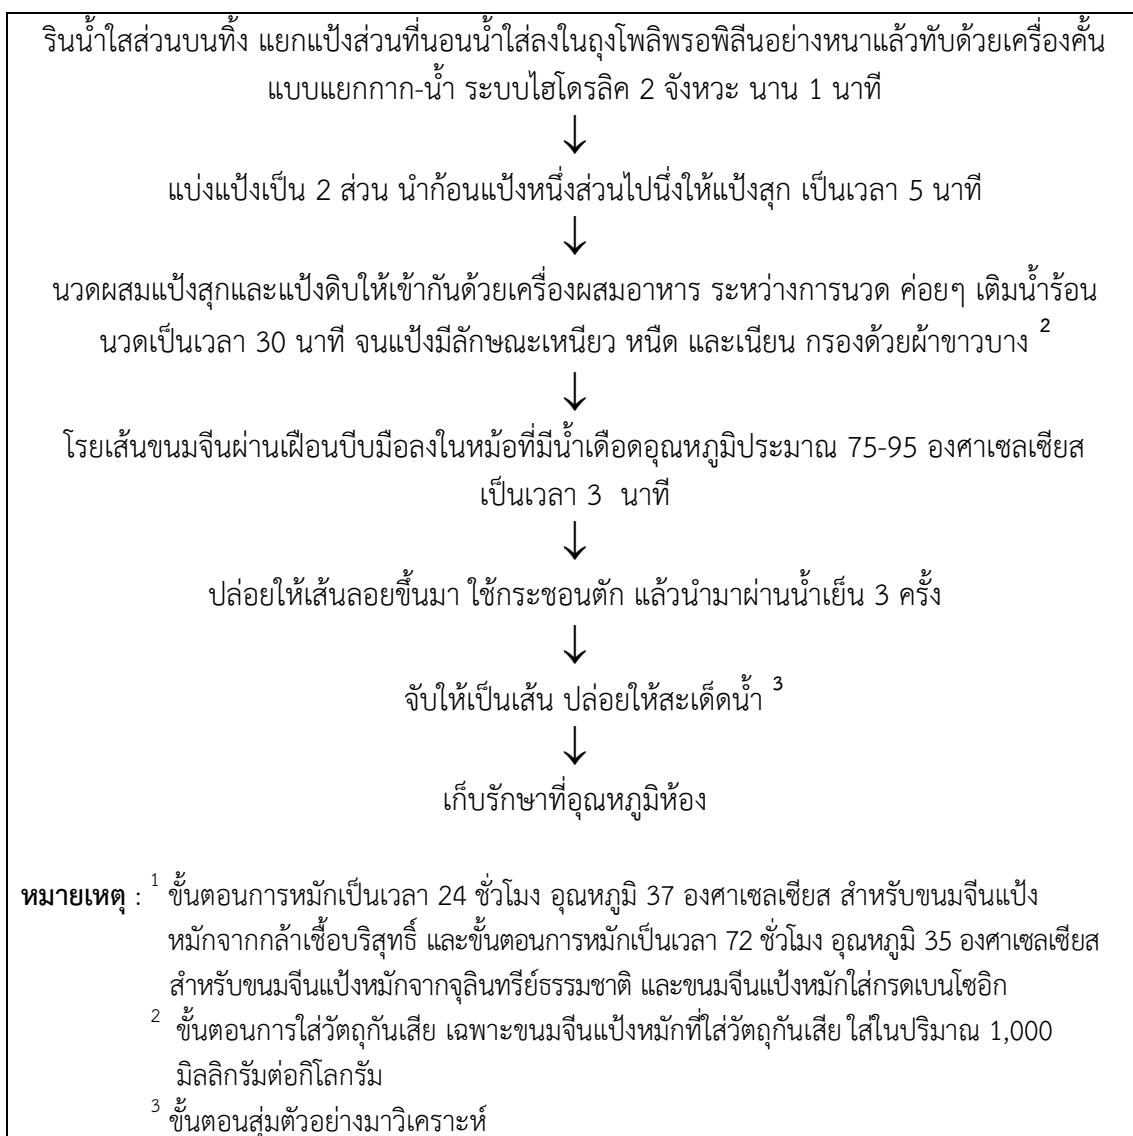 รินน้ำใสส่วนบนทิ้ง แยกแป้งส่วนที่นอนน้ำใส่ลงในถุงโพลิพรอพิลีนอย่างหนาแล้วทับด้วยเครื่องคั้น
แบบแยกกาก-น้ำ ระบบไฮโดรลิค 2 จังหวะ นาน 1 นาที
↓
แบ่งแป้งเป็น 2 ส่วน นำก้อนแป้งหนึ่งส่วนไปนึ่งให้แป้งสุก เป็นเวลา 5 นาที
↓
นวดผสมแป้งสุกและแป้งดิบให้เข้ากันด้วยเครื่องผสมอาหาร ระหว่างการนวด ค่อยๆ เติมน้ำร้อน
นวดเป็นเวลา 30 นาที จนแป้งมีลักษณะเหนียว หนืด และเนียน กรองด้วยผ้าขาวบาง ²
↓
โรยเส้นขนมจีนผ่านเฝือนบีบมือลงในหม้อที่มีน้ำเดือดอุณหภูมิประมาณ 75-95 องศาเซลเซียส
เป็นเวลา 3 นาที
↓
ปล่อยให้เส้นลอยขึ้นมา ใช้กระชอนตัก แล้วนำมาผ่านน้ำเย็น 3 ครั้ง
↓
จับให้เป็นเส้น ปล่อยให้สะเด็ดน้ำ ³
↓
เก็บรักษาที่อุณหภูมิห้อง
หมายเหตุ : ¹ ขั้นตอนการหมักเป็นเวลา 24 ชั่วโมง อุณหภูมิ 37 องศาเซลเซียส สำหรับขนมจีนแป้ง
หมักจากกล้าเชื้อบริสุทธิ์ และขั้นตอนการหมักเป็นเวลา 72 ชั่วโมง อุณหภูมิ 35 องศาเซลเซียส
สำหรับขนมจีนแป้งหมักจากจุลินทรีย์ธรรมชาติ และขนมจีนแป้งหมักใส่กรดเบนโซอิก
² ขั้นตอนการใส่วัตถุกันเสีย เฉพาะขนมจีนแป้งหมักที่ใส่วัตถุกันเสีย ใส่ในปริมาณ 1,000
มิลลิกรัมต่อกิโลกรัม
³ ขั้นตอนสุ่มตัวอย่างมาวิเคราะห์